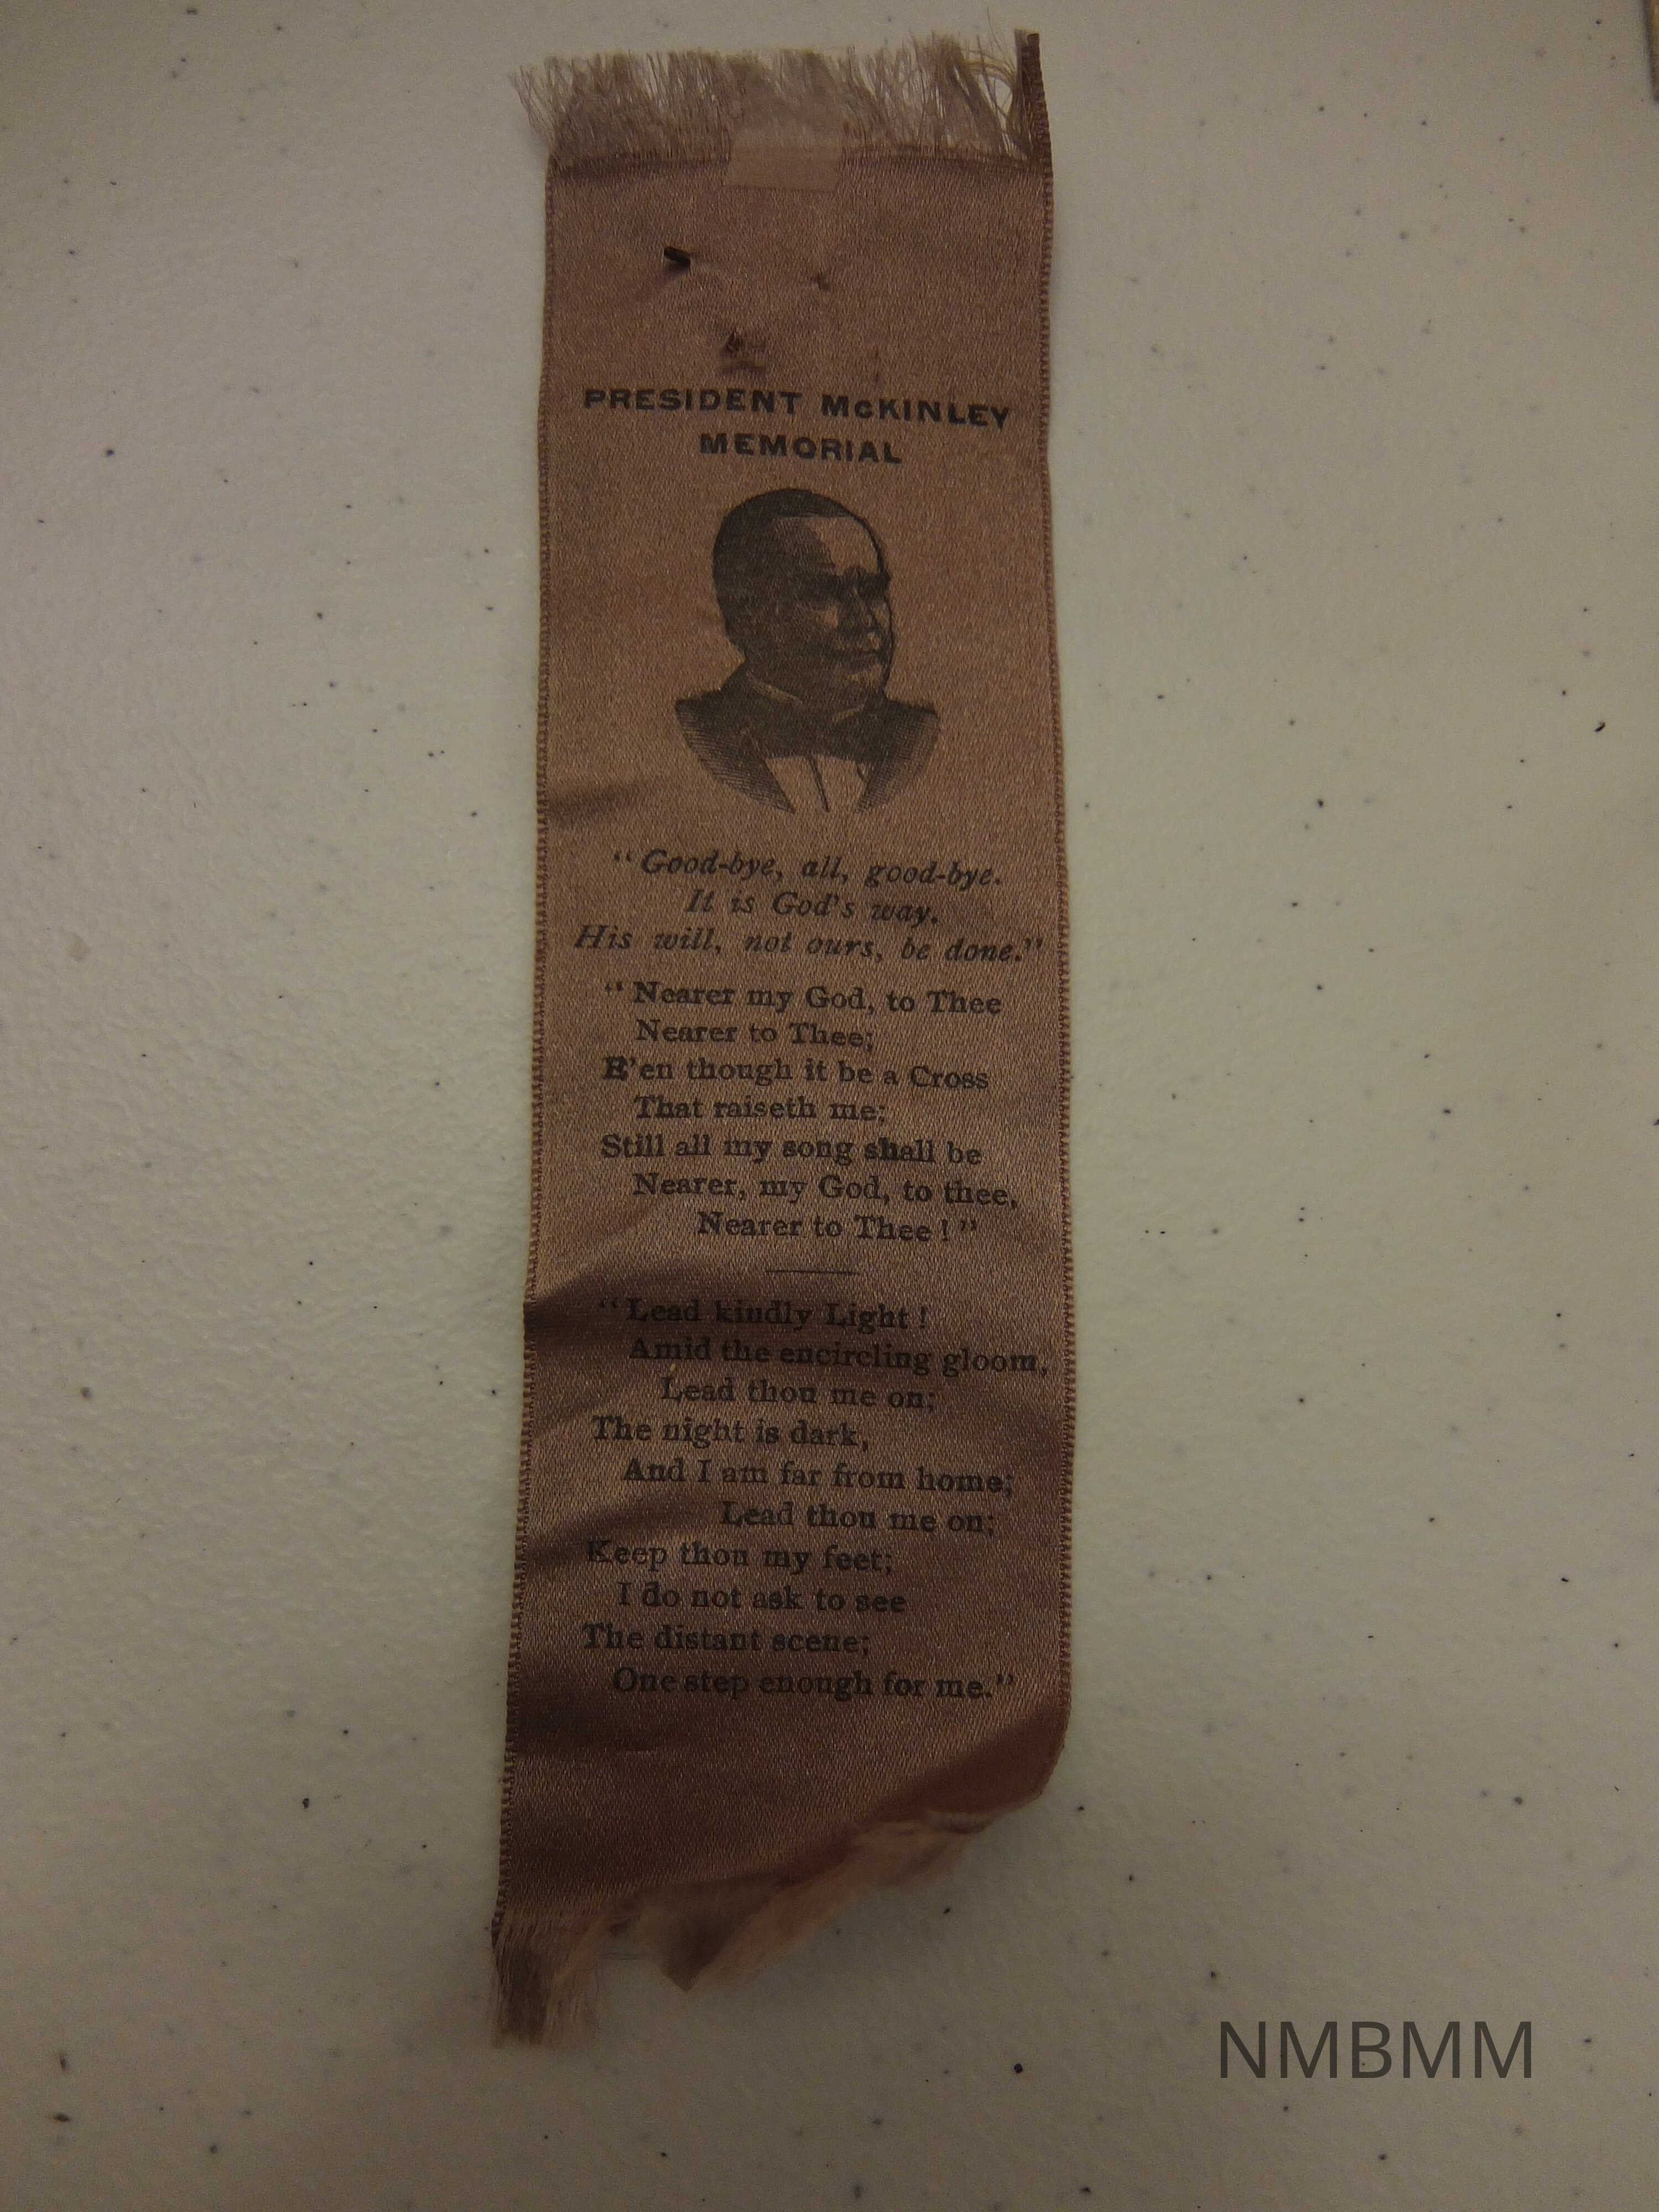 PRESIDENT McKINLEY
MEMORIAL
"Good-bye, all, good-bye.
It is God's way.
His will, not ours, be done."
"Nearer my God, to Thee
Nearer to Thee;
E'en though it be a Cross
That raiseth me;
Still all my song shall be
Nearer, my God, to thee,
Nearer to Thee!"
"Lead kindly Light!
Amid the encircling gloom,
Lead thou me on;
The night is dark,
And I am far from home;
Lead thou me on;
Keep thou my feet;
I do not ask to see
The distant scene;
One step enough for me."
NMBMM